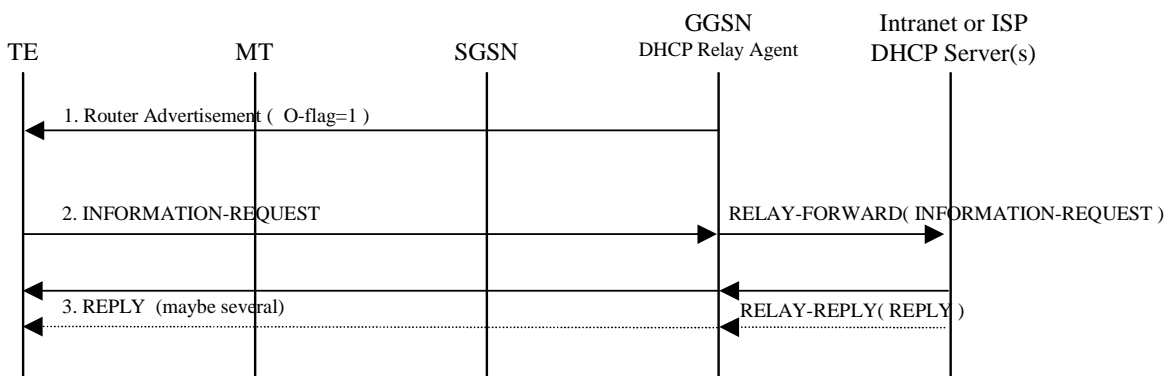 GGSN
Intranet or ISP
TE
MT
SGSN
DHCP Relay Agent
DHCP Server(s)
1. Router Advertisement ( O-flag=1 )
2. INFORMATION-REQUEST
RELAY-FORWARD( INFORMATION-REQUEST )
3. REPLY (maybe several)
RELAY-REPLY( REPLY )